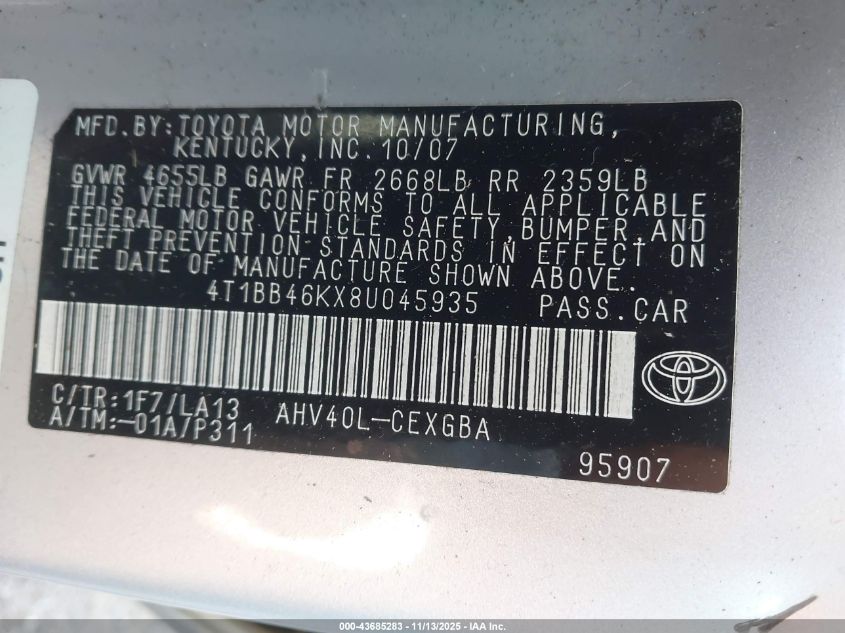 MFD.BY:TOYOTA MOTOR MANUFACTURING,
KENTUCKY,INC.10/07
GVWR 4655LB GAWR FR 2668LB RR 2359LB
THIS VEHICLE CONFORMS TO ALL APPLICABLE
FEDERAL MOTOR VEHICLE SAFETY,BUMPER,AND
THEFT PREVENTION STANDARDS IN EFFECT ON
THE DATE OF MANUFACTURE SHOWN ABOVE.
4T1BB46KX8U045935 PASS.CAR
C/TR:1F7/LA13
A/TM:-01A/P311
AHV40L-CEXGBA
95907
000-43685283 - 11/13/2025 - IAA Inc.